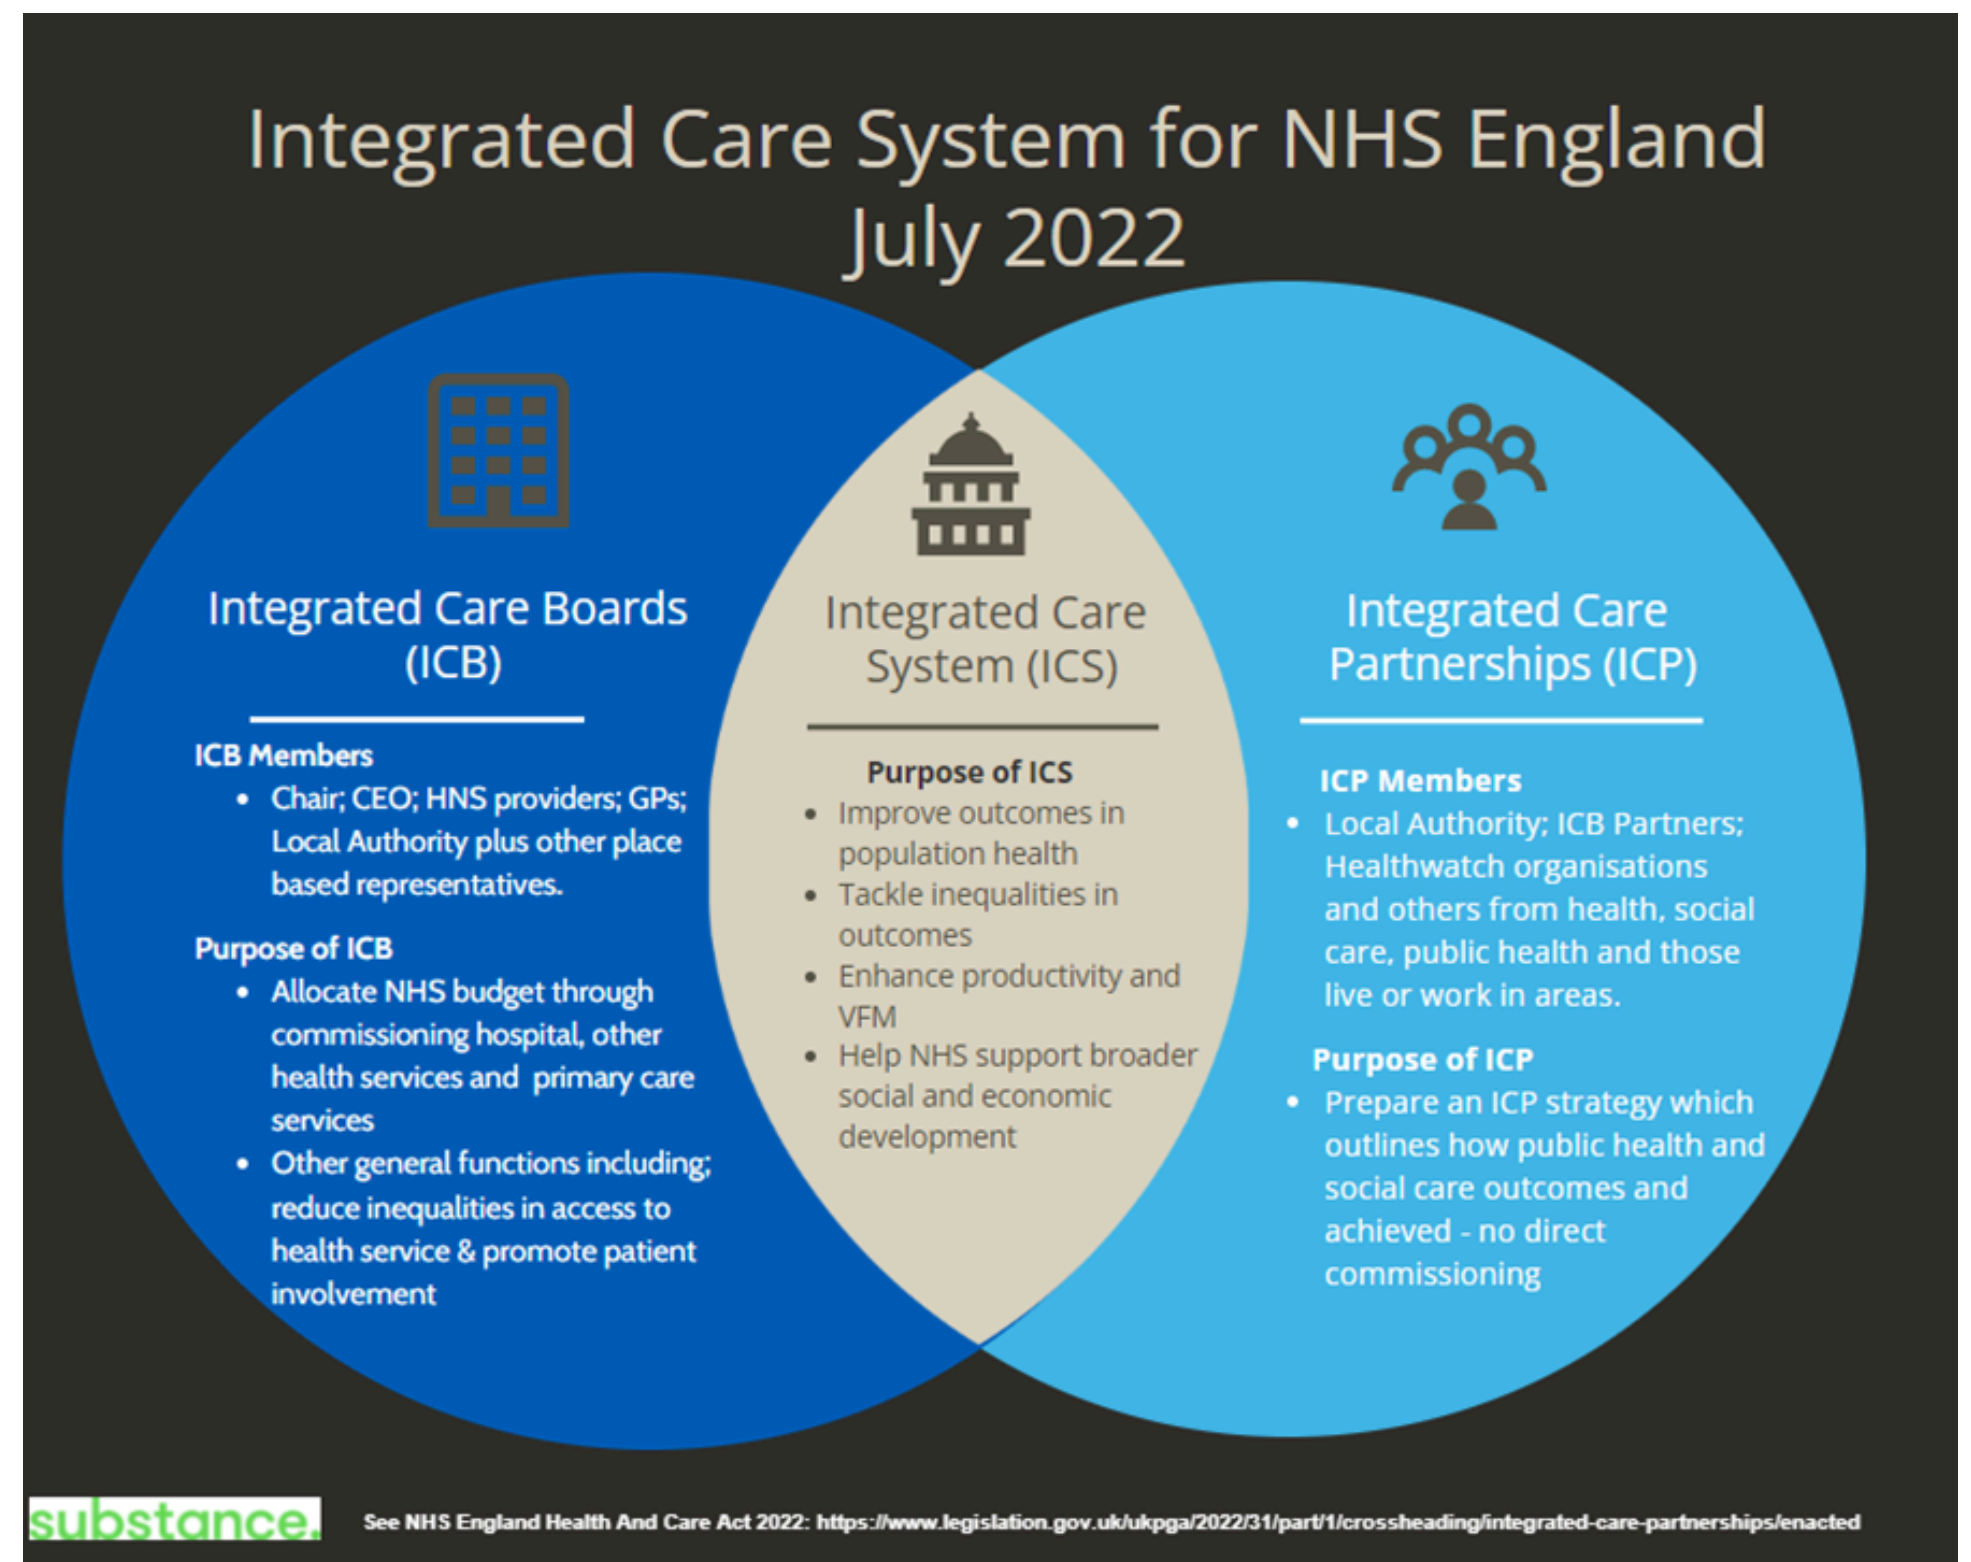 Integrated Care System for NHS England
July 2022
Integrated Care Boards
(ICB)
ICB Members
• Chair; CEO; HNS providers; GPs;
Local Authority plus other place
based representatives.
Purpose of ICB
• Allocate NHS budget through
commissioning hospital, other
health services and primary care
services
• Other general functions including;
reduce inequalities in access to
health service & promote patient
involvement
Integrated Care
System (ICS)
Purpose of ICS
• Improve outcomes in
population health
• Tackle inequalities in
outcomes
• Enhance productivity and
VFM
• Help NHS support broader
social and economic
development
Integrated Care
Partnerships (ICP)
ICP Members
• Local Authority; ICB Partners;
Healthwatch organisations
and others from health, social
care, public health and those
live or work in areas.
Purpose of ICP
• Prepare an ICP strategy which
outlines how public health and
social care outcomes and
achieved - no direct
commissioning
substance.
See NHS England Health And Care Act 2022: https://www.legislation.gov.uk/ukpga/2022/31/part/1/crossheading/integrated-care-partnerships/enacted